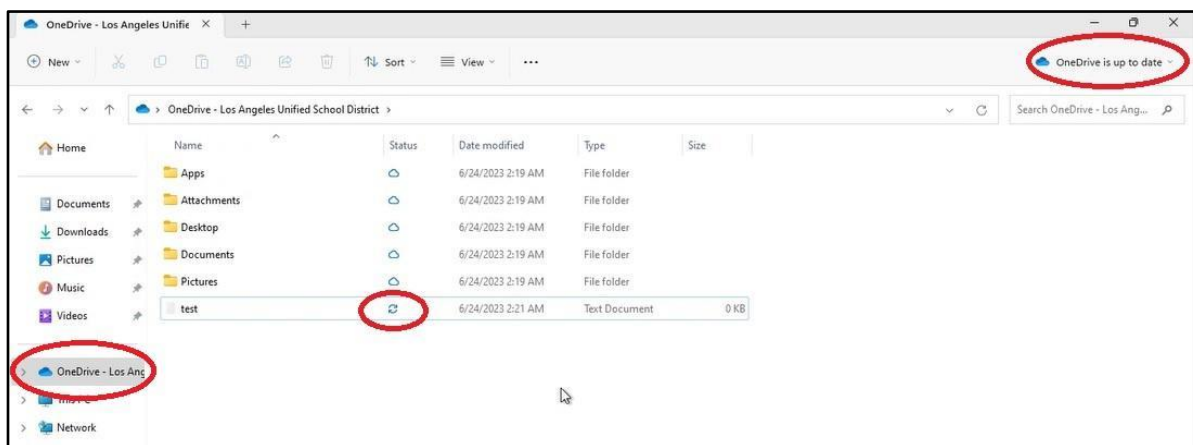 OneDrive - Los Angeles Unifie
New
Sort
View
OneDrive is up to date
OneDrive - Los Angeles Unified School District
Search OneDrive - Los Ang...
Home
Name Status Date modified Type Size
Apps 6/24/2023 2:19 AM File folder
Attachments 6/24/2023 2:19 AM File folder
Documents
Desktop 6/24/2023 2:19 AM File folder
Downloads
Documents 6/24/2023 2:19 AM File folder
Pictures
Pictures 6/24/2023 2:19 AM File folder
Music
test 6/24/2023 2:21 AM Text Document 0 KB
Videos
OneDrive - Los Ang
This PC
Network